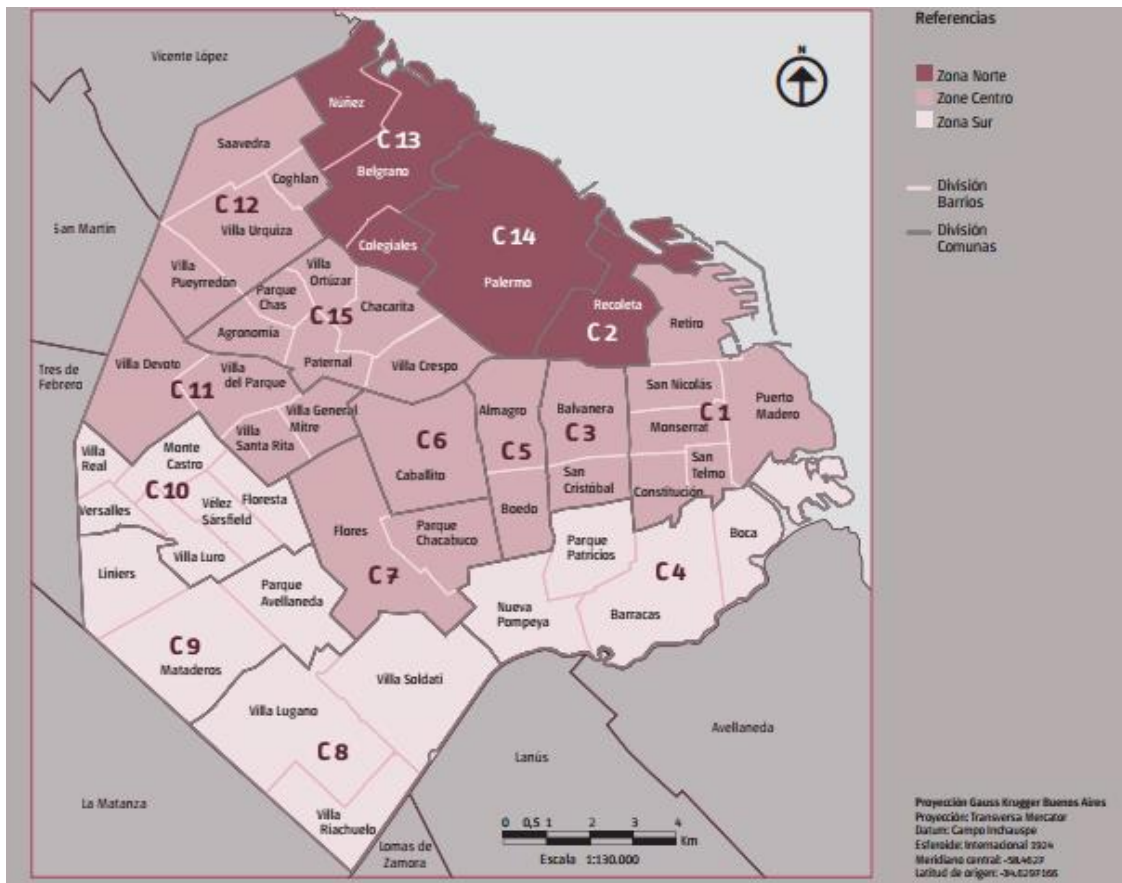 Referencias
Zona Norte
Zone Centro
Zona Sur
División
Barrios
División
Comunas
N
Vicente López
Núñez
C 13
Saavedra
Belgrano
Coghlan
C 12
San Martín
Villa Urquiza
Colegiales
C 14
Villa
Pueyrredón
Villa
Ortúzar
Palermo
Parque
Chas
Chacarita
Recoleta
C 15
C 2
Retiro
Agronomía
Villa Devoto
Villa
del Parque
Paternal
Villa Crespo
Tres de
Febrero
C 11
San Nicolás
Puerto
Madero
Villa General
Mitre
Almagro
Balvanera
C 1
Monserrat
Villa
Santa Rita
C 6
C 5
C 3
Villa
Real
Monte
Castro
Caballito
San
Cristóbal
San
Telmo
C 10
Constitución
Versalles
Vélez
Sársfield
Floresta
Boedo
Flores
Parque
Chacabuco
Parque
Patricios
Boca
Villa Luro
Liniers
C 7
C 4
Parque
Avellaneda
Nueva
Pompeya
Barracas
C 9
Mataderos
Villa Soldati
Villa Lugano
Avellaneda
C 8
Lanús
La Matanza
Villa
Riachuelo
Lomas de
Zamora
0 0,5 1 2 3 4
Km
Escala 1:130.000
Proyección Gauss Krugger Buenos Aires
Proyección: Transversa Mercator
Datum: Campo Inchauspe
Esferoide: Internacional 1924
Meridiano central: -58.4627
Latitud de origen: